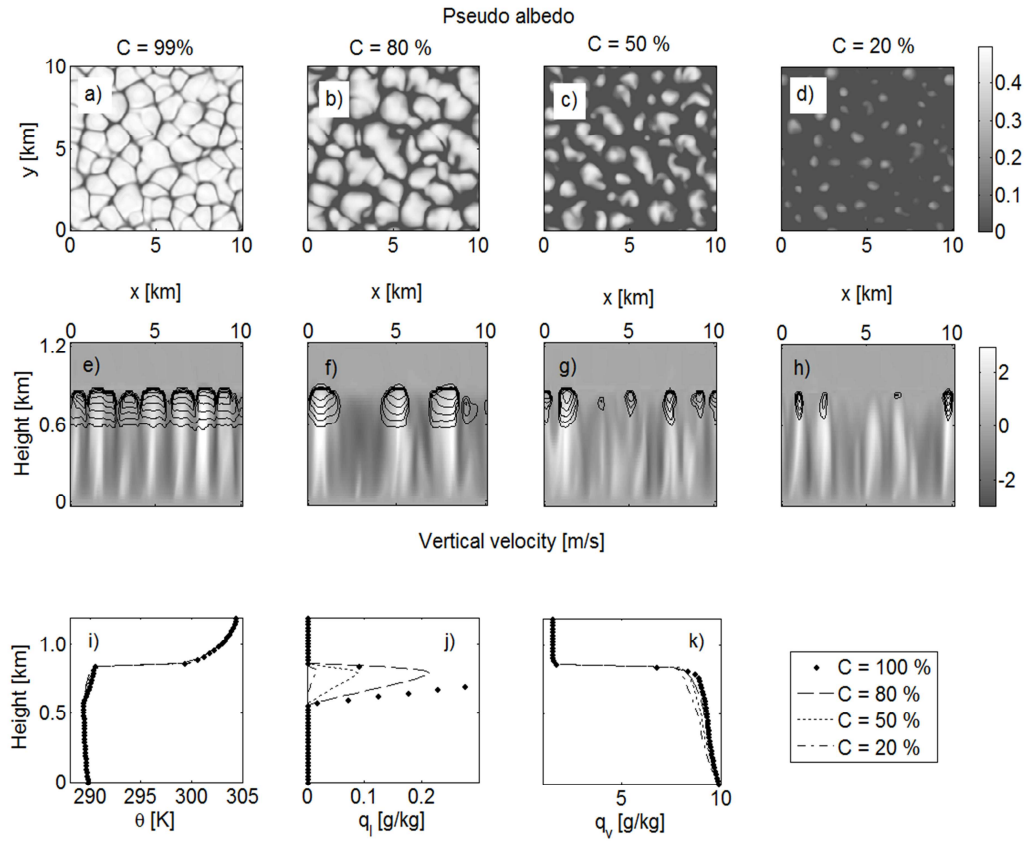 Pseudo albedo
C = 99%
C = 80 %
C = 50 %
C = 20 %
a)
b)
c)
d)
10
5
0
y [km]
0 5 10
0 5 10
0 5 10
0 5 10
0.4
0.3
0.2
0.1
0
x [km]
x [km]
x [km]
x [km]
0 5 10
0 5 10
0 5 10
0 5 10
e)
f)
g)
h)
1.2
0.6
0
Height [km]
2
0
-2
Vertical velocity [m/s]
i)
j)
k)
1.0
0.5
0
Height [km]
290 295 300 305
0 0.1 0.2
5 10
θ [K]
q_l [g/kg]
q_v [g/kg]
C = 100 %
C = 80 %
C = 50 %
C = 20 %